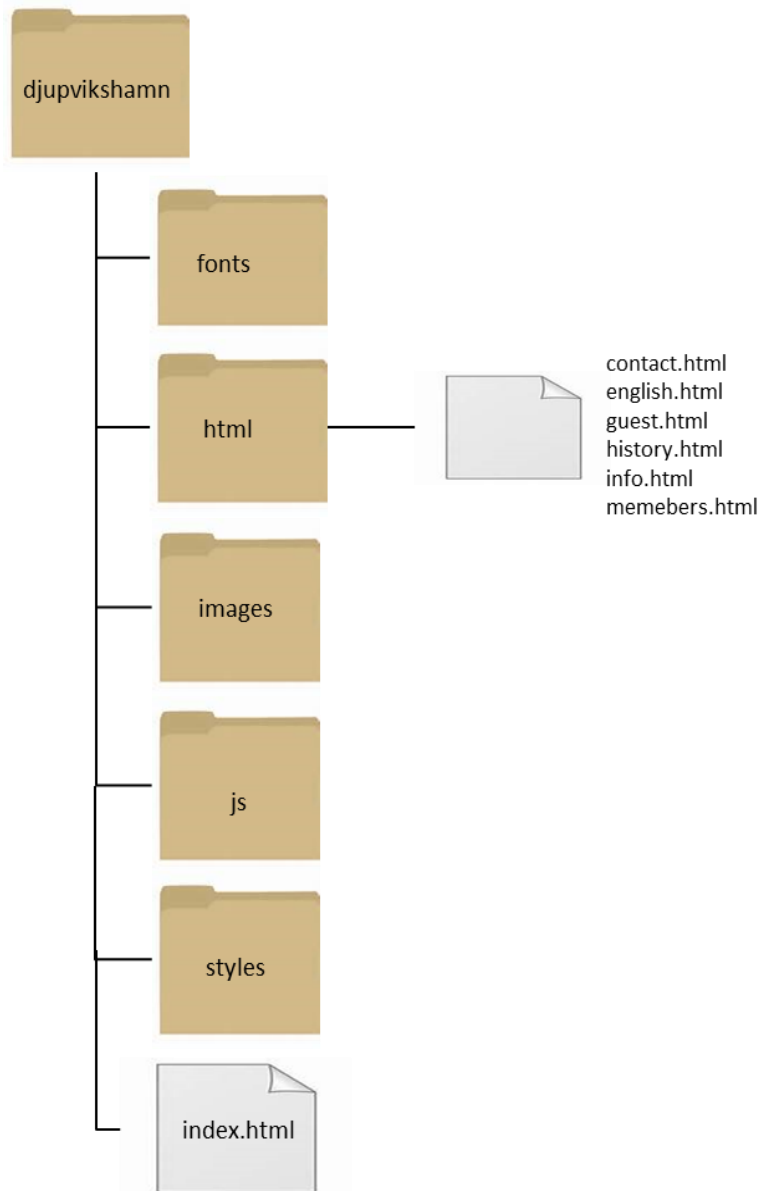 djupvikshamn
fonts
html
contact.html
english.html
guest.html
history.html
info.html
memebers.html
images
js
styles
index.html